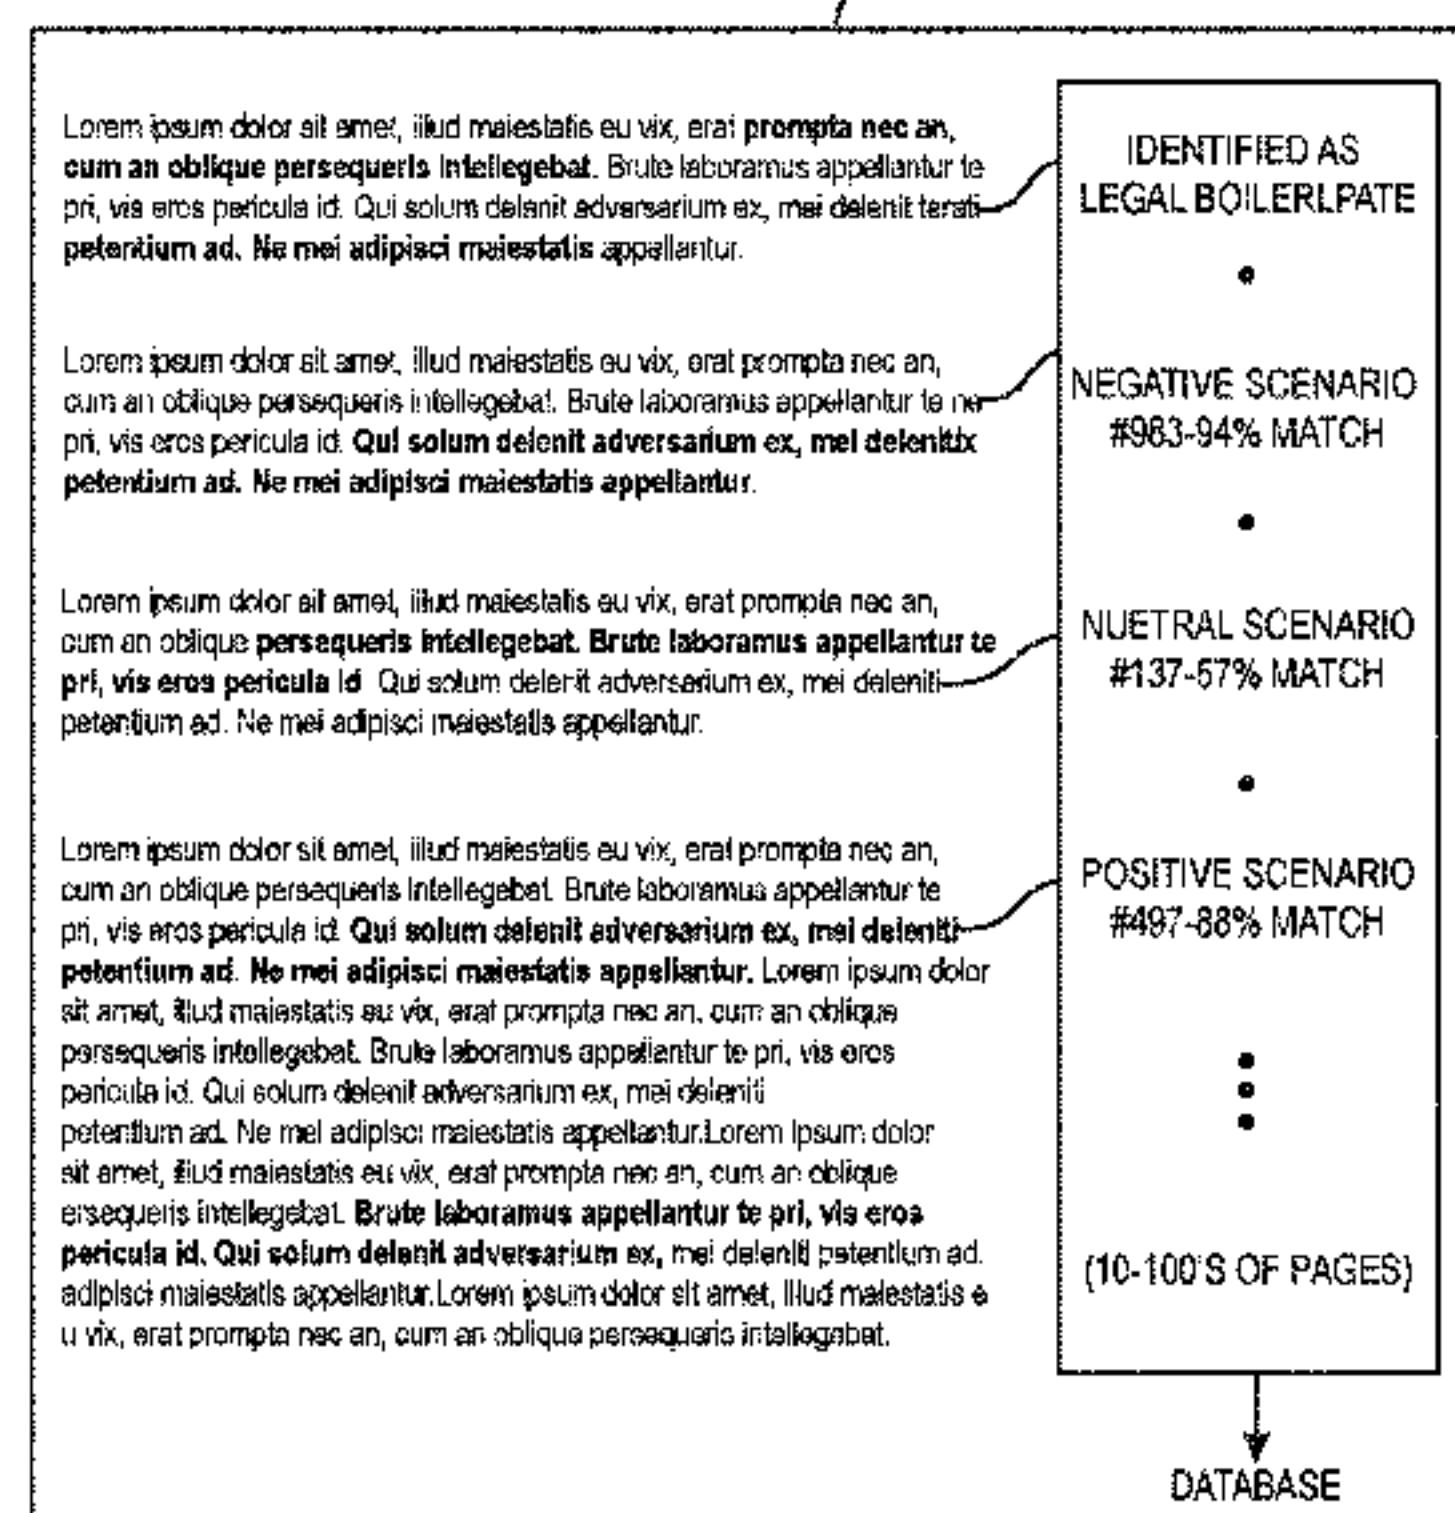 Lorem ipsum dolor sit amet, illud maiestatis eu vix, erat prompta nec an,
cum an oblique persequeris intellegebat. Brute laboramus appellantur te
pri, vis eros pericula id. Qui solum delenit adversarium ex, mei delenit terati
petentium ad. Ne mei adipisci maiestatis appellantur.
Lorem ipsum dolor sit amet, illud maiestatis eu vix, erat prompta nec an,
cum an oblique persequeris intellegebat. Brute laboramus appellantur te ne
pri, vis eros pericula id. Qui solum delenit adversarium ex, mei delenitix
petentium ad. Ne mei adipisci maiestatis appellantur.
Lorem ipsum dolor sit amet, illud maiestatis eu vix, erat prompta nec an,
cum an oblique persequeris intellegebat. Brute laboramus appellantur te
pri, vis eros pericula id Qui solum delenit adversarium ex, mei deleniti
petentium ad. Ne mei adipisci maiestatis appellantur.
Lorem ipsum dolor sit amet, illud maiestatis eu vix, erat prompta nec an,
cum an oblique persequeris intellegebat. Brute laboramus appellantur te
pri, vis eros pericula id. Qui solum delenit adversarium ex, mei deleniti
petentium ad. Ne mei adipisci maiestatis appellantur. Lorem ipsum dolor
sit amet, illud maiestatis eu vix, erat prompta nec an, cum an oblique
persequeris intellegebat. Brute laboramus appellantur te pri, vis eros
pericula id. Qui solum delenit adversarium ex, mei deleniti
petentium ad. Ne mei adipisci maiestatis appellantur.Lorem ipsum dolor
sit amet, illud maiestatis eu vix, erat prompta nec an, cum an oblique
ersequeris intellegebat. Brute laboramus appellantur te pri, vis eros
pericula id. Qui solum delenit adversarium ex, mei deleniti petentium ad.
adipisci maiestatis appellantur.Lorem ipsum dolor sit amet, illud maiestatis e
u vix, erat prompta nec an, cum an oblique persequeris intellegebat.
IDENTIFIED AS
LEGAL BOILERLPATE
NEGATIVE SCENARIO
#983-94% MATCH
NUETRAL SCENARIO
#137-57% MATCH
POSITIVE SCENARIO
#497-88% MATCH
(10-100'S OF PAGES)
DATABASE